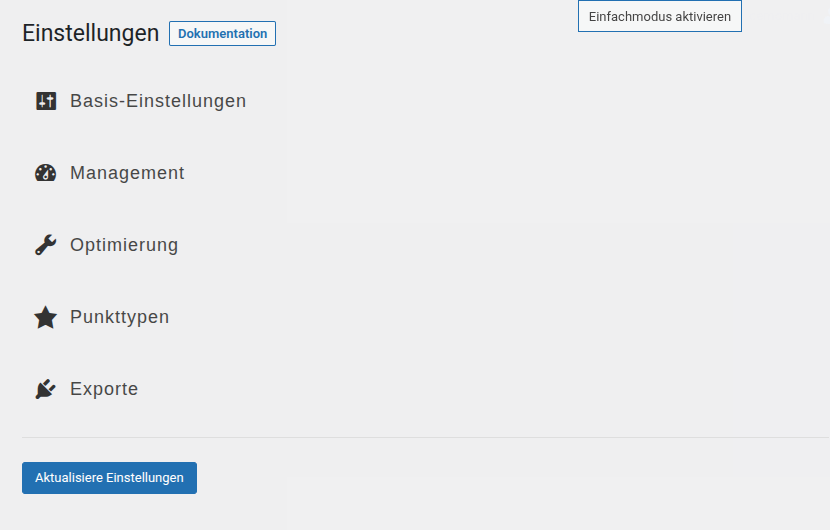 Einfachmodus aktivieren
Einstellungen Dokumentation
Basis-Einstellungen
Management
Optimierung
Punkttypen
Exporte
Aktualisiere Einstellungen